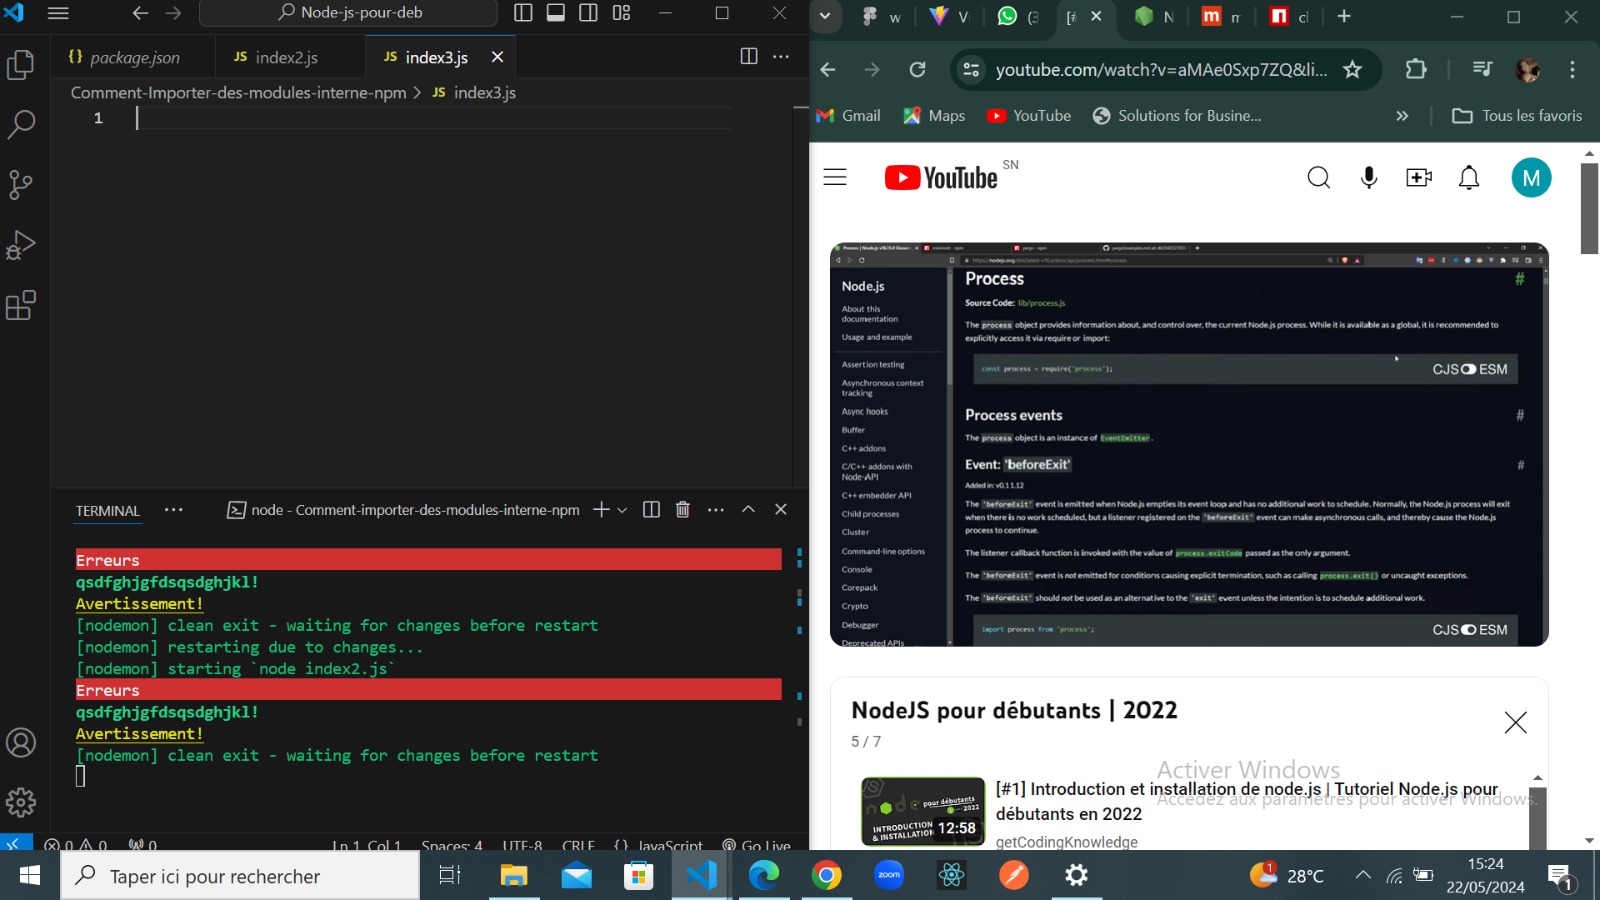 Node-js-pour-deb
{} package.json
JS index2.js
JS index3.js
Comment-Importer-des-modules-interne-npm > JS index3.js
1
TERMINAL
node - Comment-importer-des-modules-interne-npm
Erreurs
qsdfghjgfdsqsdghjkl!
Avertissement!
[nodemon] clean exit - waiting for changes before restart
[nodemon] restarting due to changes...
[nodemon] starting `node index2.js`
Erreurs
qsdfghjgfdsqsdghjkl!
Avertissement!
[nodemon] clean exit - waiting for changes before restart
0 0 0
Ln 1, Col 1 Spaces: 4 UTF-8 CRLF {} JavaScript Go Live
youtube.com/watch?v=aMAe0Sxp7ZQ&li...
Gmail Maps YouTube Solutions for Busine... » Tous les favoris
YouTube SN
M
Node.js
About this
documentation
Usage and example
Assertion testing
Asynchronous context
tracking
Async hooks
Buffer
C++ addons
C/C++ addons with
Node-API
C++ embedder API
Child processes
Cluster
Command-line options
Console
Corepack
Crypto
Debugger
Deprecated APIs
Process #
Source Code: lib/process.js
The process object provides information about, and control over, the current Node.js process. While it is available as a global, it is recommended to
explicitly access it via require or import:
const process = require('process');
CJS ESM
Process events #
The process object is an instance of EventEmitter.
Event: 'beforeExit' #
Added in: v0.11.12
The 'beforeExit' event is emitted when Node.js empties its event loop and has no additional work to schedule. Normally, the Node.js process will exit
when there is no work scheduled, but a listener registered on the 'beforeExit' event can make asynchronous calls, and thereby cause the Node.js
process to continue.
The listener callback function is invoked with the value of process.exitCode passed as the only argument.
The 'beforeExit' event is not emitted for conditions causing explicit termination, such as calling process.exit() or uncaught exceptions.
The 'beforeExit' should not be used as an alternative to the 'exit' event unless the intention is to schedule additional work.
import process from 'process';
CJS ESM
NodeJS pour débutants | 2022
5 / 7
Activer Windows
Accédez aux paramètres pour activer Windows.
pour débutants
2022
INTRODUCTION
& INSTALLATION
12:58
[#1] Introduction et installation de node.js | Tutoriel Node.js pour
débutants en 2022
getCodingKnowledge
Taper ici pour rechercher
zoom
1
28°C
15:24
22/05/2024
1